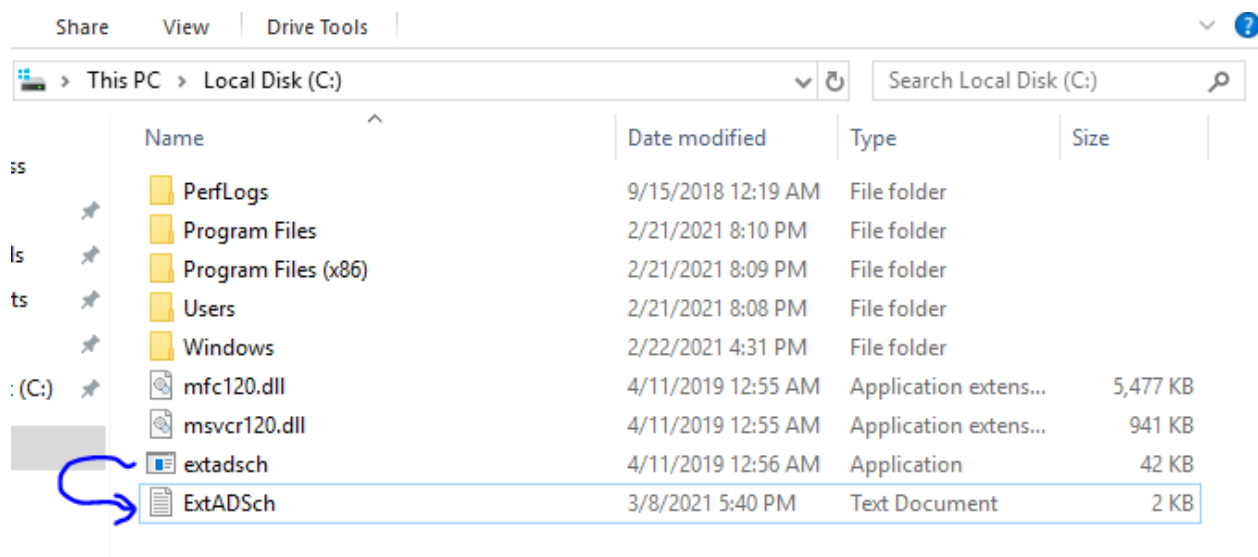 Share View Drive Tools
This PC > Local Disk (C:) Search Local Disk (C:)
Name Date modified Type Size
ss
PerfLogs 9/15/2018 12:19 AM File folder
Program Files 2/21/2021 8:10 PM File folder
ls
Program Files (x86) 2/21/2021 8:09 PM File folder
ts
Users 2/21/2021 8:08 PM File folder
Windows 2/22/2021 4:31 PM File folder
: (C:) mfc120.dll 4/11/2019 12:55 AM Application extens... 5,477 KB
msvcr120.dll 4/11/2019 12:55 AM Application extens... 941 KB
extadsch 4/11/2019 12:56 AM Application 42 KB
ExtADSch 3/8/2021 5:40 PM Text Document 2 KB